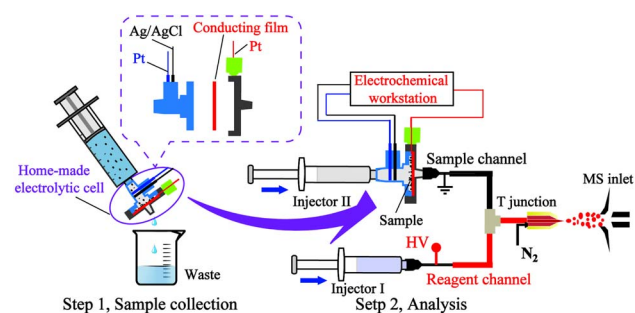 Ag/AgCl
Conducting film
Pt
Pt
Electrochemical
workstation
Home-made
electrolytic cell
Sample channel
Injector II
Sample
T junction
MS inlet
HV
N2
Waste
Reagent channel
Injector I
Step 1, Sample collection
Setp 2, Analysis